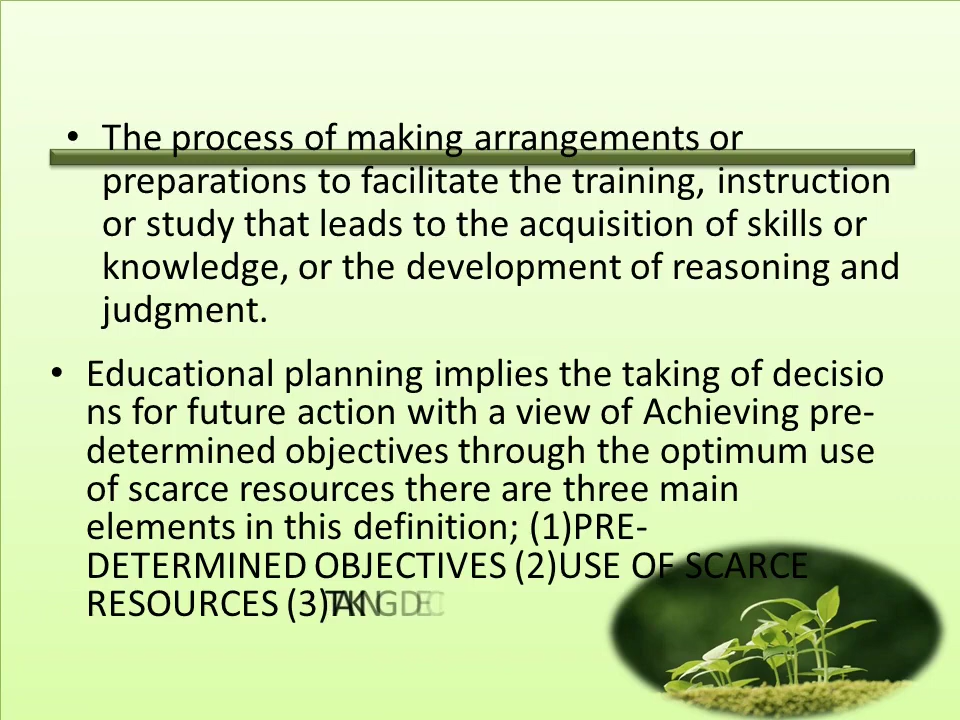 • The process of making arrangements or
preparations to facilitate the training, instruction
or study that leads to the acquisition of skills or
knowledge, or the development of reasoning and
judgment.
• Educational planning implies the taking of decisio
ns for future action with a view of Achieving pre-
determined objectives through the optimum use
of scarce resources there are three main
elements in this definition; (1)PRE-
DETERMINED OBJECTIVES (2)USE OF SCARCE
RESOURCES (3)